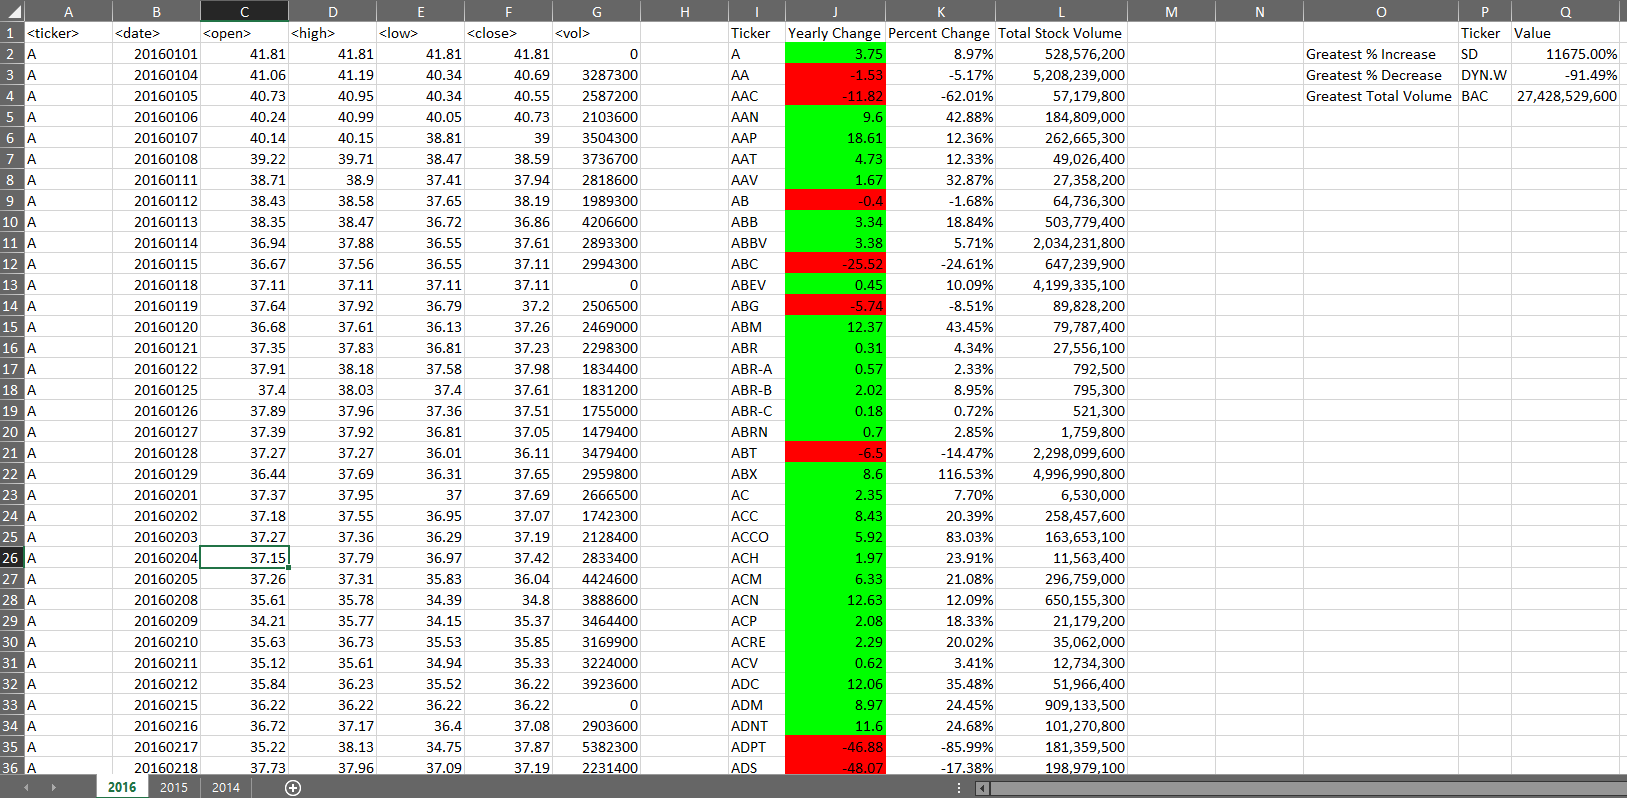 A B C D E F G H I J K L M N O P Q
1 <ticker> <date> <open> <high> <low> <close> <vol> Ticker Yearly Change Percent Change Total Stock Volume Ticker Value
2 A 20160101 41.81 41.81 41.81 41.81 0 A 3.75 8.97% 528,576,200 Greatest % Increase SD 11675.00%
3 A 20160104 41.06 41.19 40.34 40.69 3287300 AA -1.53 -5.17% 5,208,239,000 Greatest % Decrease DYN.W -91.49%
4 A 20160105 40.73 40.95 40.34 40.55 2587200 AAC -11.82 -62.01% 57,179,800 Greatest Total Volume BAC 27,428,529,600
5 A 20160106 40.24 40.99 40.05 40.73 2103600 AAN 9.6 42.88% 184,809,000
6 A 20160107 40.14 40.15 38.81 39 3504300 AAP 18.61 12.36% 262,665,300
7 A 20160108 39.22 39.71 38.47 38.59 3736700 AAT 4.73 12.33% 49,026,400
8 A 20160111 38.71 38.9 37.41 37.94 2818600 AAV 1.67 32.87% 27,358,200
9 A 20160112 38.43 38.58 37.65 38.19 1989300 AB -0.4 -1.68% 64,736,300
10 A 20160113 38.35 38.47 36.72 36.86 4206600 ABB 3.34 18.84% 503,779,400
11 A 20160114 36.94 37.88 36.55 37.61 2893300 ABBV 3.38 5.71% 2,034,231,800
12 A 20160115 36.67 37.56 36.55 37.11 2994300 ABC -25.52 -24.61% 647,239,900
13 A 20160118 37.11 37.11 37.11 37.11 0 ABEV 0.45 10.09% 4,199,335,100
14 A 20160119 37.64 37.92 36.79 37.2 2506500 ABG -5.74 -8.51% 89,828,200
15 A 20160120 36.68 37.61 36.13 37.26 2469000 ABM 12.37 43.45% 79,787,400
16 A 20160121 37.35 37.83 36.81 37.23 2298300 ABR 0.31 4.34% 27,556,100
17 A 20160122 37.91 38.18 37.58 37.98 1834400 ABR-A 0.57 2.33% 792,500
18 A 20160125 37.4 38.03 37.4 37.61 1831200 ABR-B 2.02 8.95% 795,300
19 A 20160126 37.89 37.96 37.36 37.51 1755000 ABR-C 0.18 0.72% 521,300
20 A 20160127 37.39 37.92 36.81 37.05 1479400 ABRN 0.7 2.85% 1,759,800
21 A 20160128 37.27 37.27 36.01 36.11 3479400 ABT -6.5 -14.47% 2,298,099,600
22 A 20160129 36.44 37.69 36.31 37.65 2959800 ABX 8.6 116.53% 4,996,990,800
23 A 20160201 37.37 37.95 37 37.69 2666500 AC 2.35 7.70% 6,530,000
24 A 20160202 37.18 37.55 36.95 37.07 1742300 ACC 8.43 20.39% 258,457,600
25 A 20160203 37.27 37.36 36.29 37.19 2128400 ACCO 5.92 83.03% 163,653,100
26 A 20160204 37.15 37.79 36.97 37.42 2833400 ACH 1.97 23.91% 11,563,400
27 A 20160205 37.26 37.31 35.83 36.04 4424600 ACM 6.33 21.08% 296,759,000
28 A 20160208 35.61 35.78 34.39 34.8 3888600 ACN 12.63 12.09% 650,155,300
29 A 20160209 34.21 35.77 34.15 35.37 3464400 ACP 2.08 18.33% 21,179,200
30 A 20160210 35.63 36.73 35.53 35.85 3169900 ACRE 2.29 20.02% 35,062,000
31 A 20160211 35.12 35.61 34.94 35.33 3224000 ACV 0.62 3.41% 12,734,300
32 A 20160212 35.84 36.23 35.52 36.22 3923600 ADC 12.06 35.48% 51,966,400
33 A 20160215 36.22 36.22 36.22 36.22 0 ADM 8.97 24.45% 909,133,500
34 A 20160216 36.72 37.17 36.4 37.08 2903600 ADNT 11.6 24.68% 101,270,800
35 A 20160217 35.22 38.13 34.75 37.87 5382300 ADPT -46.88 -85.99% 181,359,500
36 A 20160218 37.73 37.96 37.09 37.19 2231400 ADS -48.07 -17.38% 198,979,100
2016 2015 2014